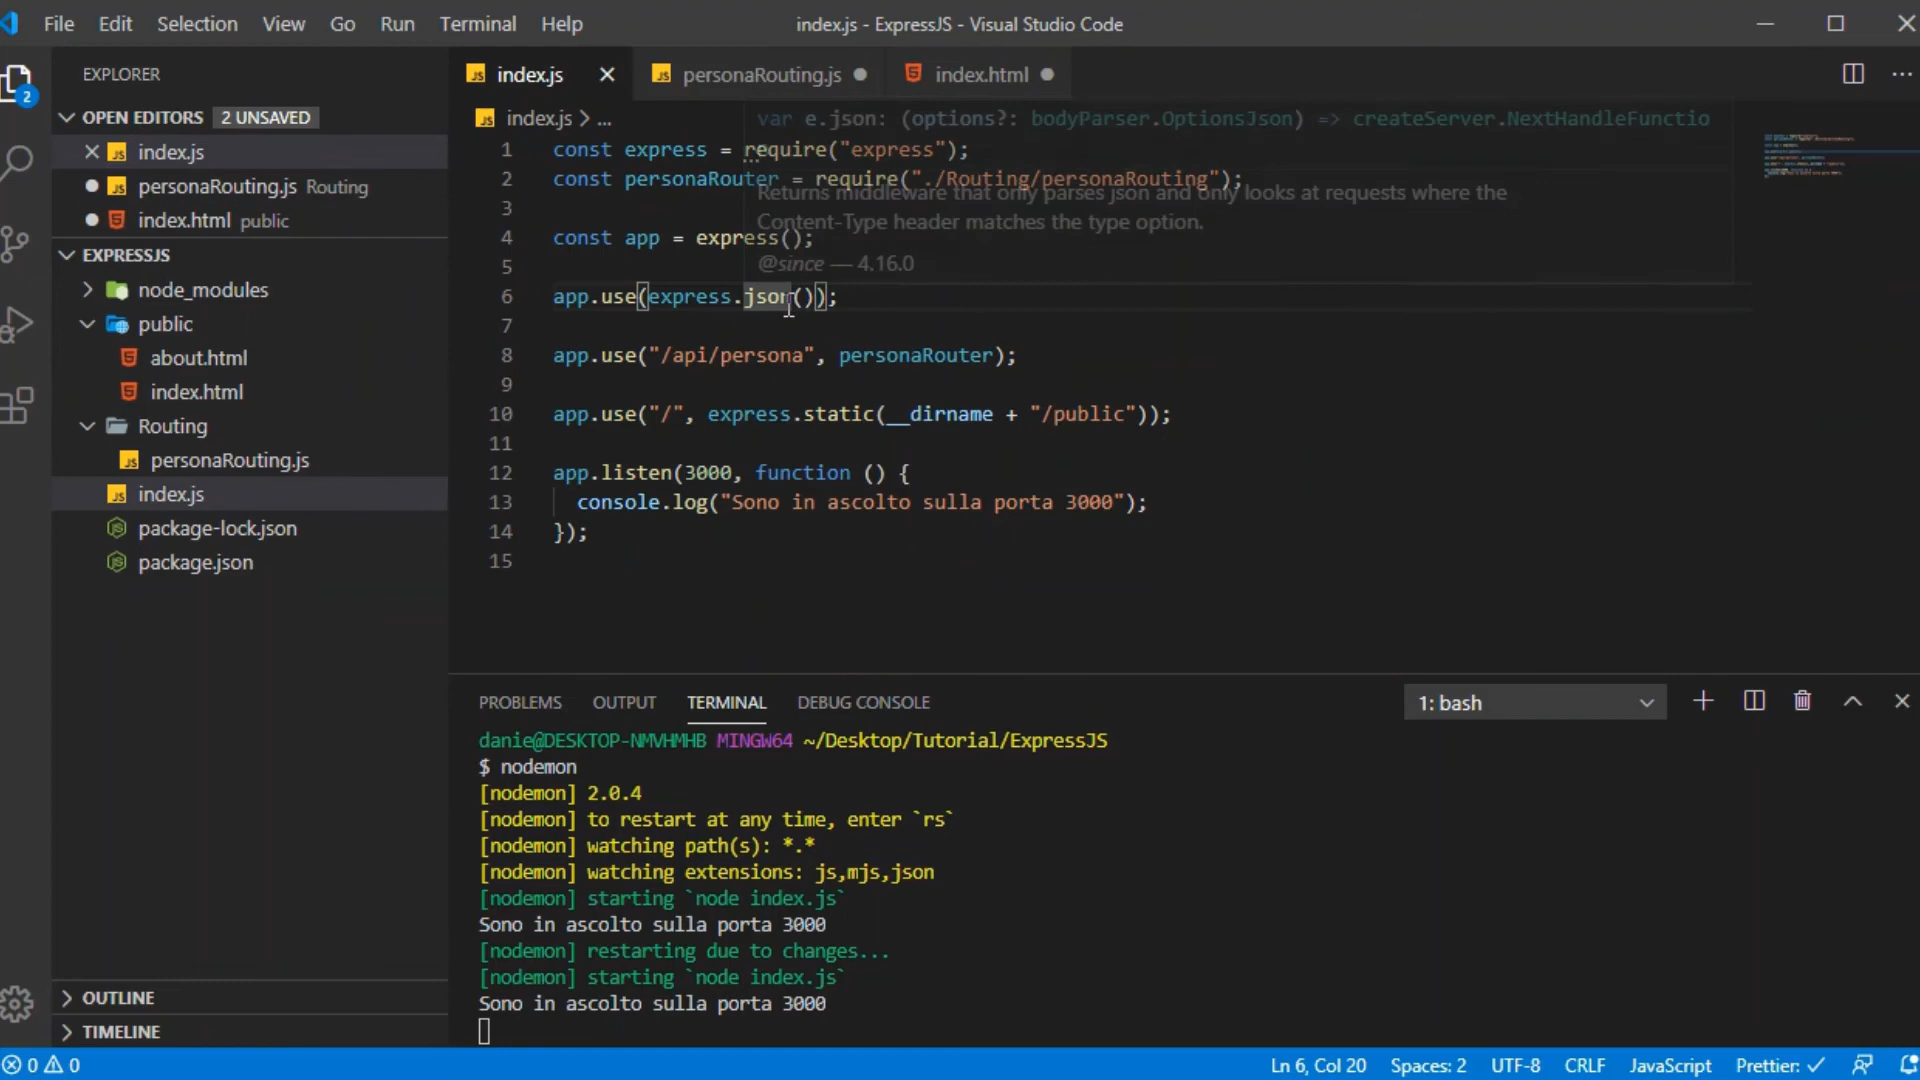 File Edit Selection View Go Run Terminal Help
index.js - ExpressJS - Visual Studio Code
EXPLORER
2
OPEN EDITORS 2 UNSAVED
index.js
personaRouting.js Routing
index.html public
EXPRESSJS
node_modules
public
about.html
index.html
Routing
personaRouting.js
index.js
package-lock.json
package.json
OUTLINE
TIMELINE
index.js personaRouting.js index.html
index.js > ...
var e.json: (options?: bodyParser.OptionsJson) => createServer.NextHandleFunctio
Returns middleware that only parses json and only looks at requests where the
Content-Type header matches the type option.
@since — 4.16.0
1 const express = require("express");
2 const personaRouter = require("./Routing/personaRouting");
3
4 const app = express();
5
6 app.use(express.json());
7
8 app.use("/api/persona", personaRouter);
9
10 app.use("/", express.static(__dirname + "/public"));
11
12 app.listen(3000, function () {
13 console.log("Sono in ascolto sulla porta 3000");
14 });
15
PROBLEMS OUTPUT TERMINAL DEBUG CONSOLE
1: bash
danie@DESKTOP-NMVHMHB MINGW64 ~/Desktop/Tutorial/ExpressJS
$ nodemon
[nodemon] 2.0.4
[nodemon] to restart at any time, enter `rs`
[nodemon] watching path(s): *.*
[nodemon] watching extensions: js,mjs,json
[nodemon] starting `node index.js`
Sono in ascolto sulla porta 3000
[nodemon] restarting due to changes...
[nodemon] starting `node index.js`
Sono in ascolto sulla porta 3000
0 0
Ln 6, Col 20 Spaces: 2 UTF-8 CRLF JavaScript Prettier: ✓